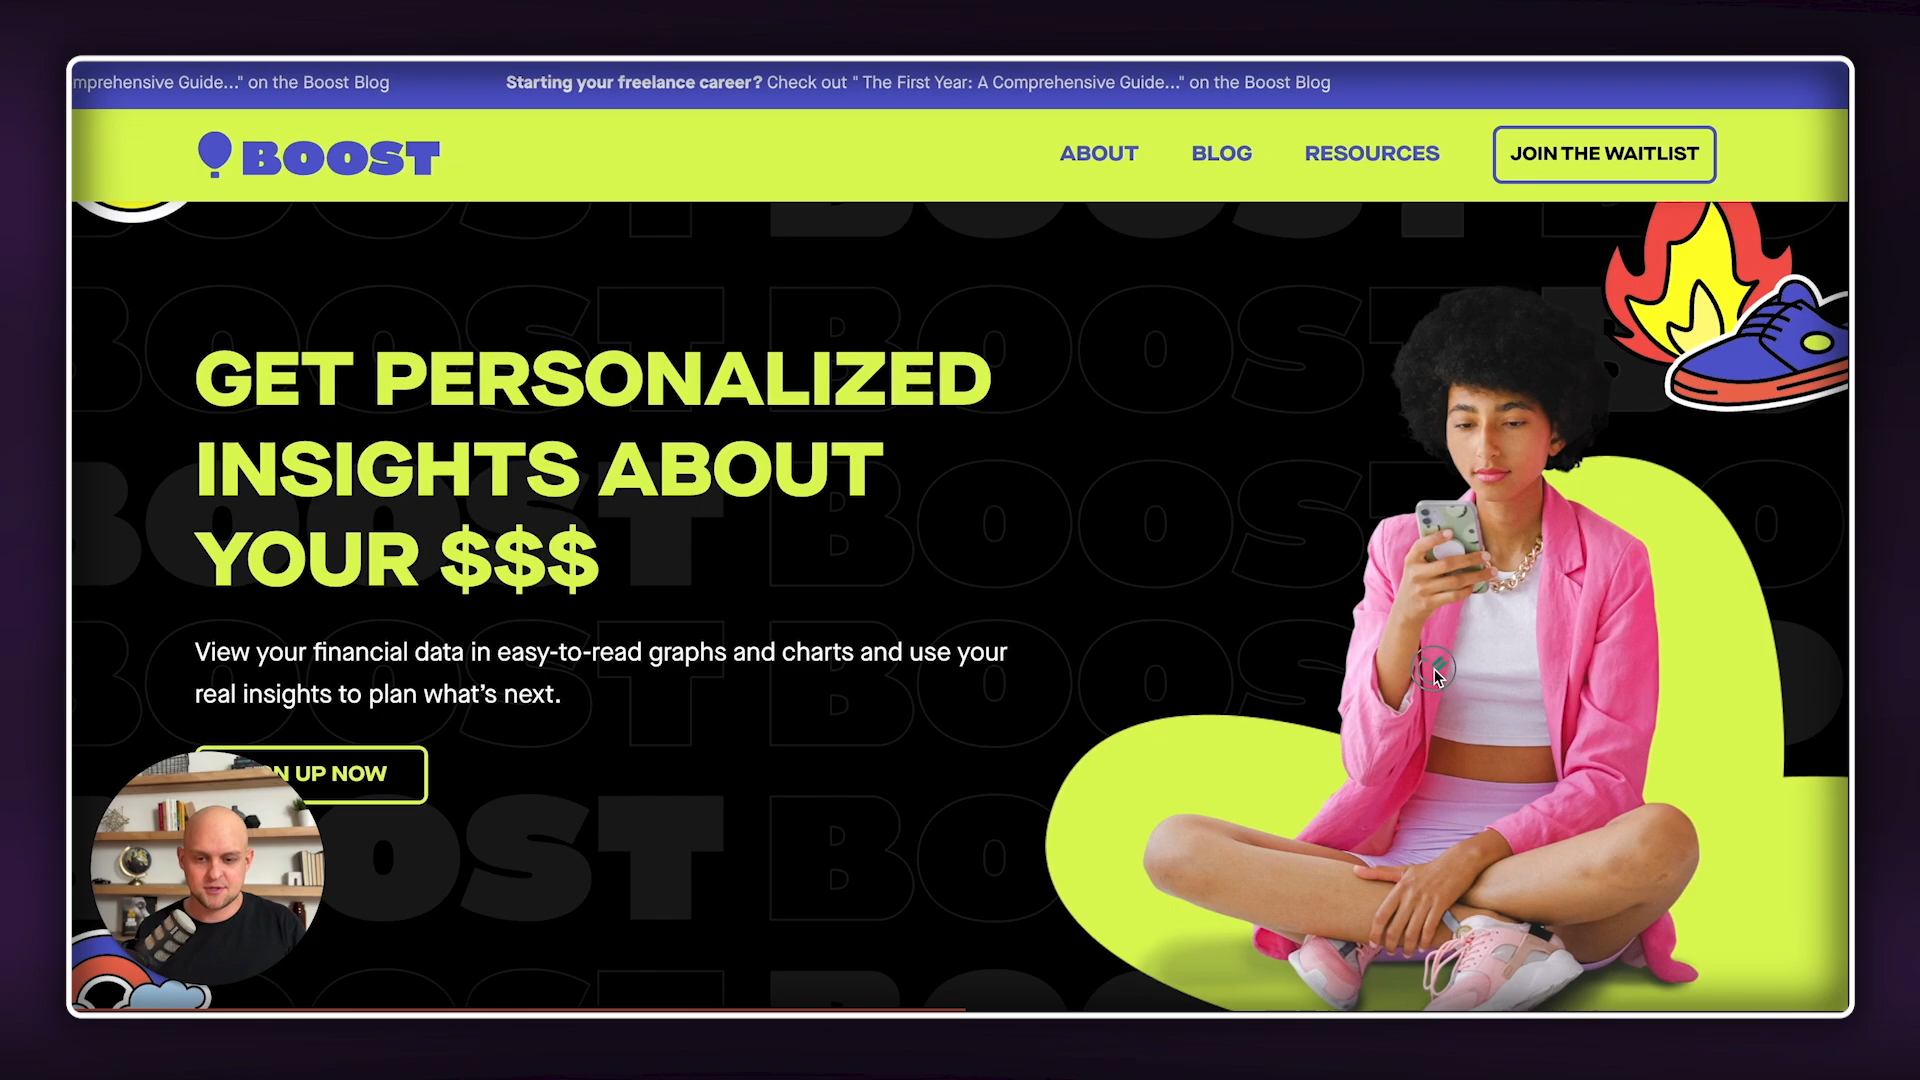 mprehensive Guide..." on the Boost Blog
Starting your freelance career? Check out " The First Year: A Comprehensive Guide..." on the Boost Blog
BOOST
ABOUT
BLOG
RESOURCES
JOIN THE WAITLIST
GET PERSONALIZED
INSIGHTS ABOUT
YOUR $$$
View your financial data in easy-to-read graphs and charts and use your
real insights to plan what's next.
UP NOW
BOOST BOOST